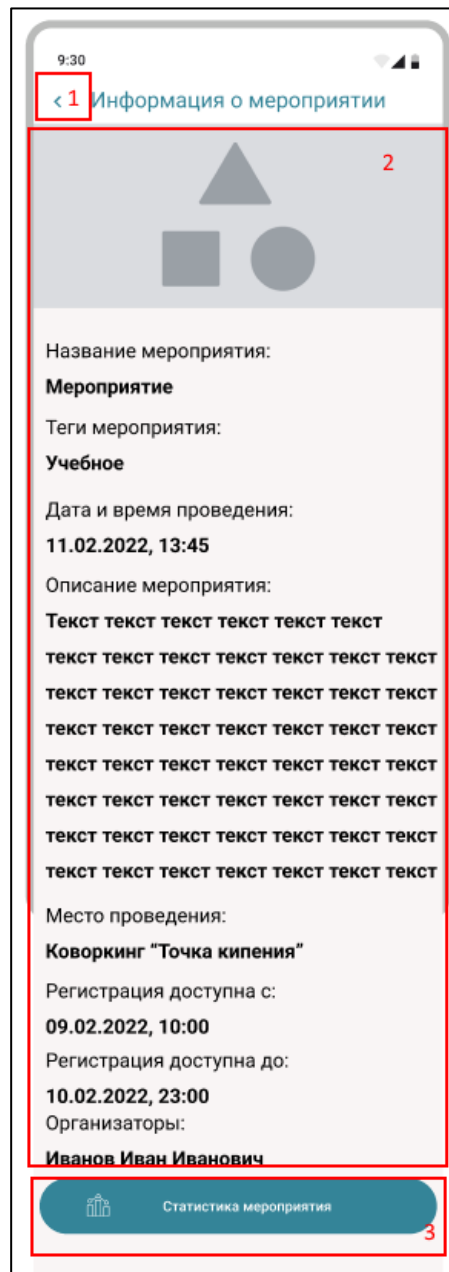 9:30
< 1 Информация о мероприятии
2
Название мероприятия:
Мероприятие
Теги мероприятия:
Учебное
Дата и время проведения:
11.02.2022, 13:45
Описание мероприятия:
Текст текст текст текст текст текст
текст текст текст текст текст текст текст
текст текст текст текст текст текст текст
текст текст текст текст текст текст текст
текст текст текст текст текст текст текст
текст текст текст текст текст текст текст
текст текст текст текст текст текст текст
текст текст текст текст текст текст текст
Место проведения:
Коворкинг “Точка кипения”
Регистрация доступна с:
09.02.2022, 10:00
Регистрация доступна до:
10.02.2022, 23:00
Организаторы:
Иванов Иван Иванович
Статистика мероприятия
3